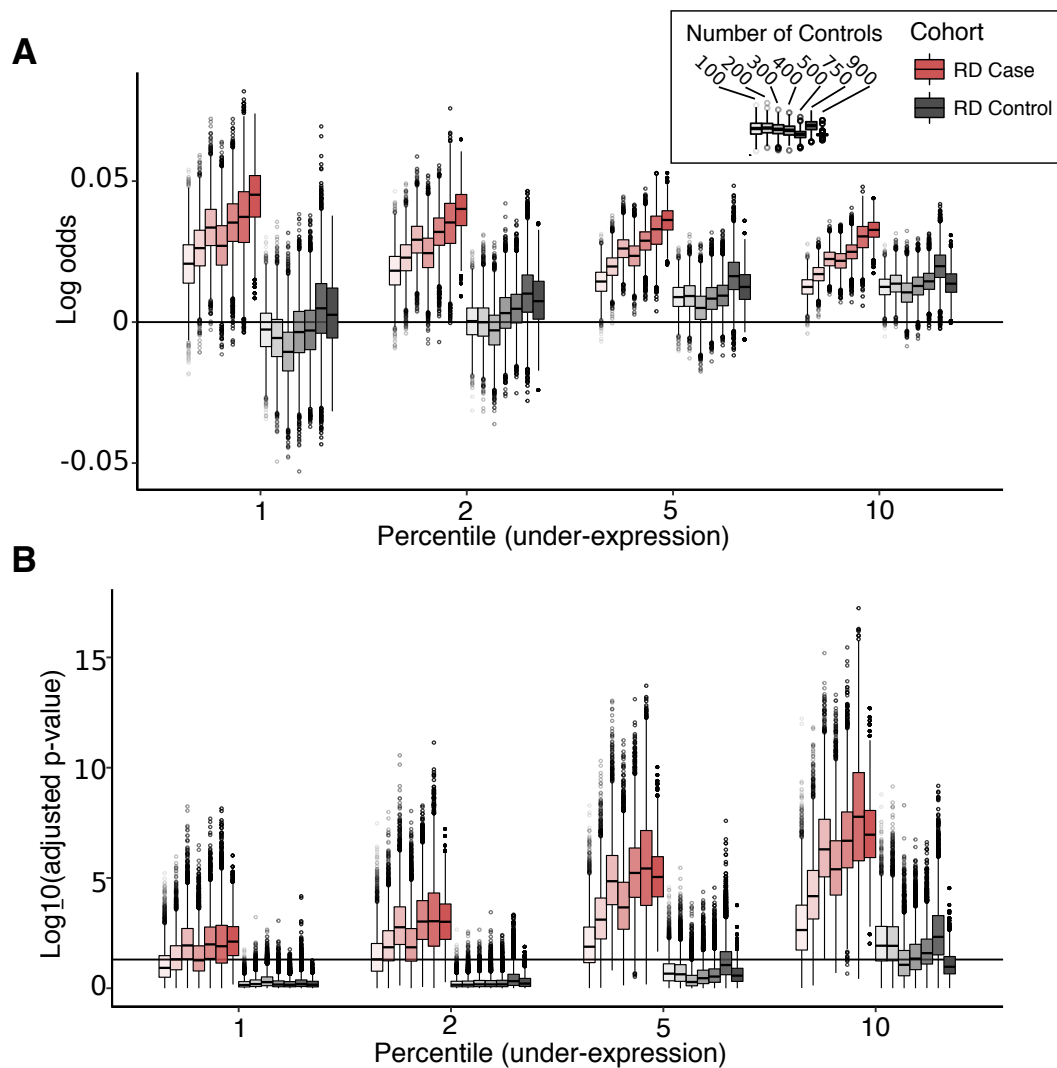 A
Number of Controls
100 200 300 400 500 750 900
Cohort
RD Case
RD Control
Log odds
0.05
0
-0.05
1 2 5 10
Percentile (under-expression)
B
Log10(adjusted p-value)
15
10
5
0
1 2 5 10
Percentile (under-expression)